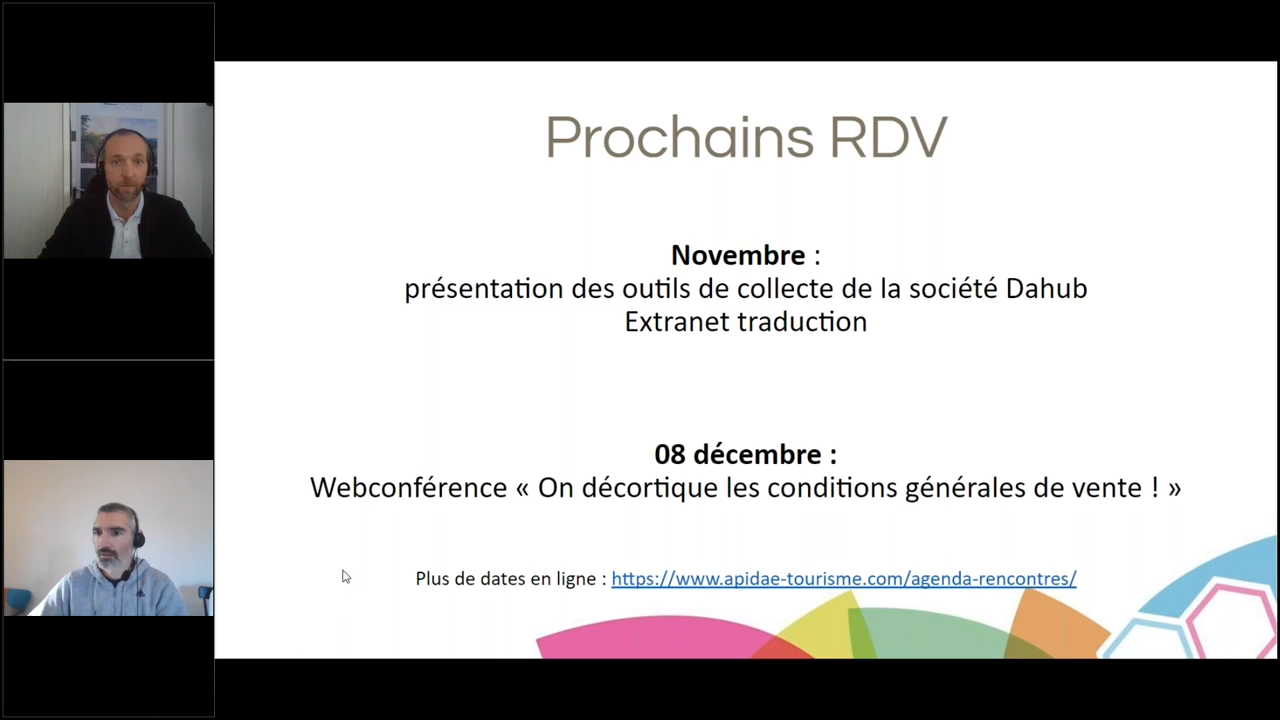 Prochains RDV
Novembre :
présentation des outils de collecte de la société Dahub
Extranet traduction
08 décembre :
Webconférence « On décortique les conditions générales de vente ! »
Plus de dates en ligne : https://www.apidae-tourisme.com/agenda-rencontres/